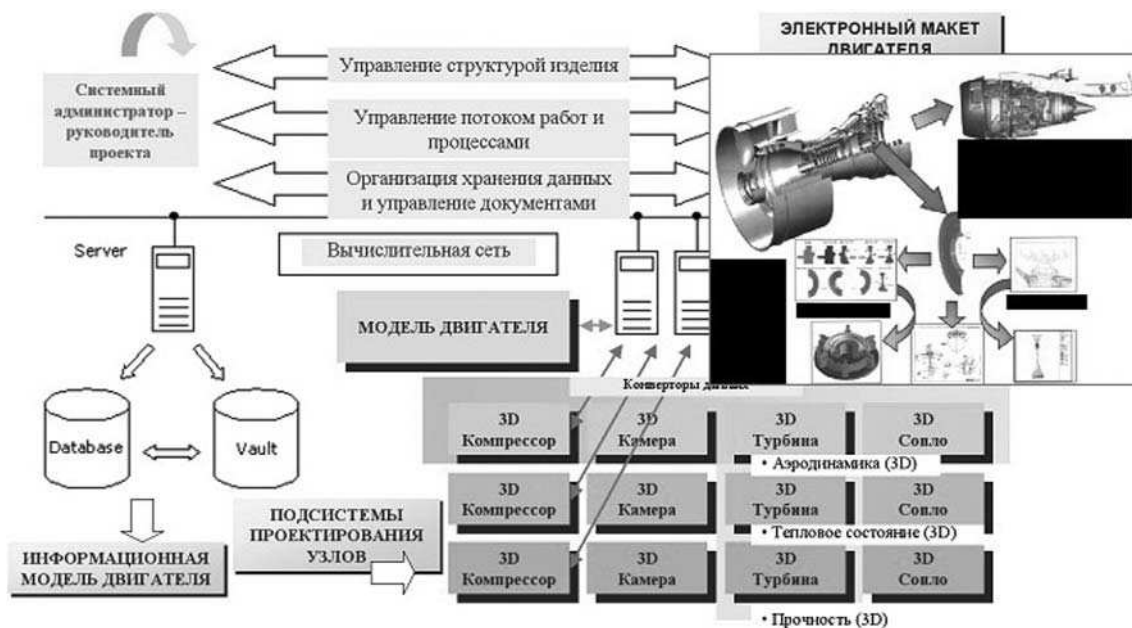 ЭЛЕКТРОННЫЙ МАКЕТ
ДВИГАТЕЛЯ
Системный
администратор –
руководитель
проекта
Управление структурой изделия
Управление потоком работ и
процессами
Организация хранения данных
и управление документами
Server
Вычислительная сеть
МОДЕЛЬ ДВИГАТЕЛЯ
Database
Vault
Конверторы данных
3D
Компрессор
3D
Камера
3D
Турбина
3D
Сопло
• Аэродинамика (3D)
ПОДСИСТЕМЫ
ПРОЕКТИРОВАНИЯ
УЗЛОВ
3D
Компрессор
3D
Камера
3D
Турбина
3D
Сопло
• Тепловое состояние (3D)
ИНФОРМАЦИОННАЯ
МОДЕЛЬ ДВИГАТЕЛЯ
3D
Компрессор
3D
Камера
3D
Турбина
3D
Сопло
• Прочность (3D)